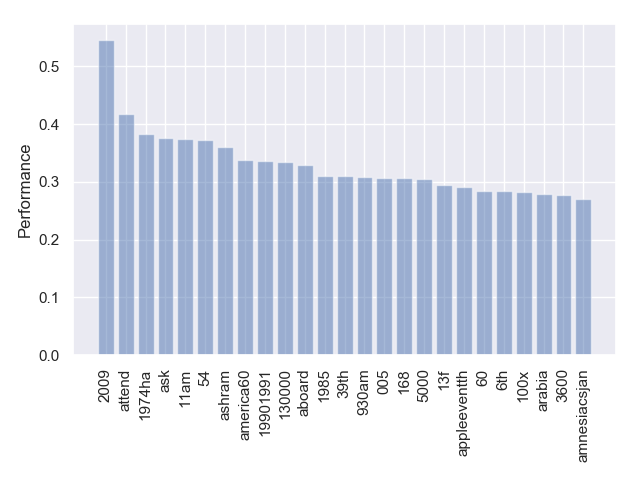 Performance
0.5
0.4
0.3
0.2
0.1
0.0
2009
attend
1974ha
ask
11am
54
ashram
america60
19901991
130000
aboard
1985
39th
930am
005
168
5000
13f
appleeventth
60
6th
100x
arabia
3600
amnesiacsjan